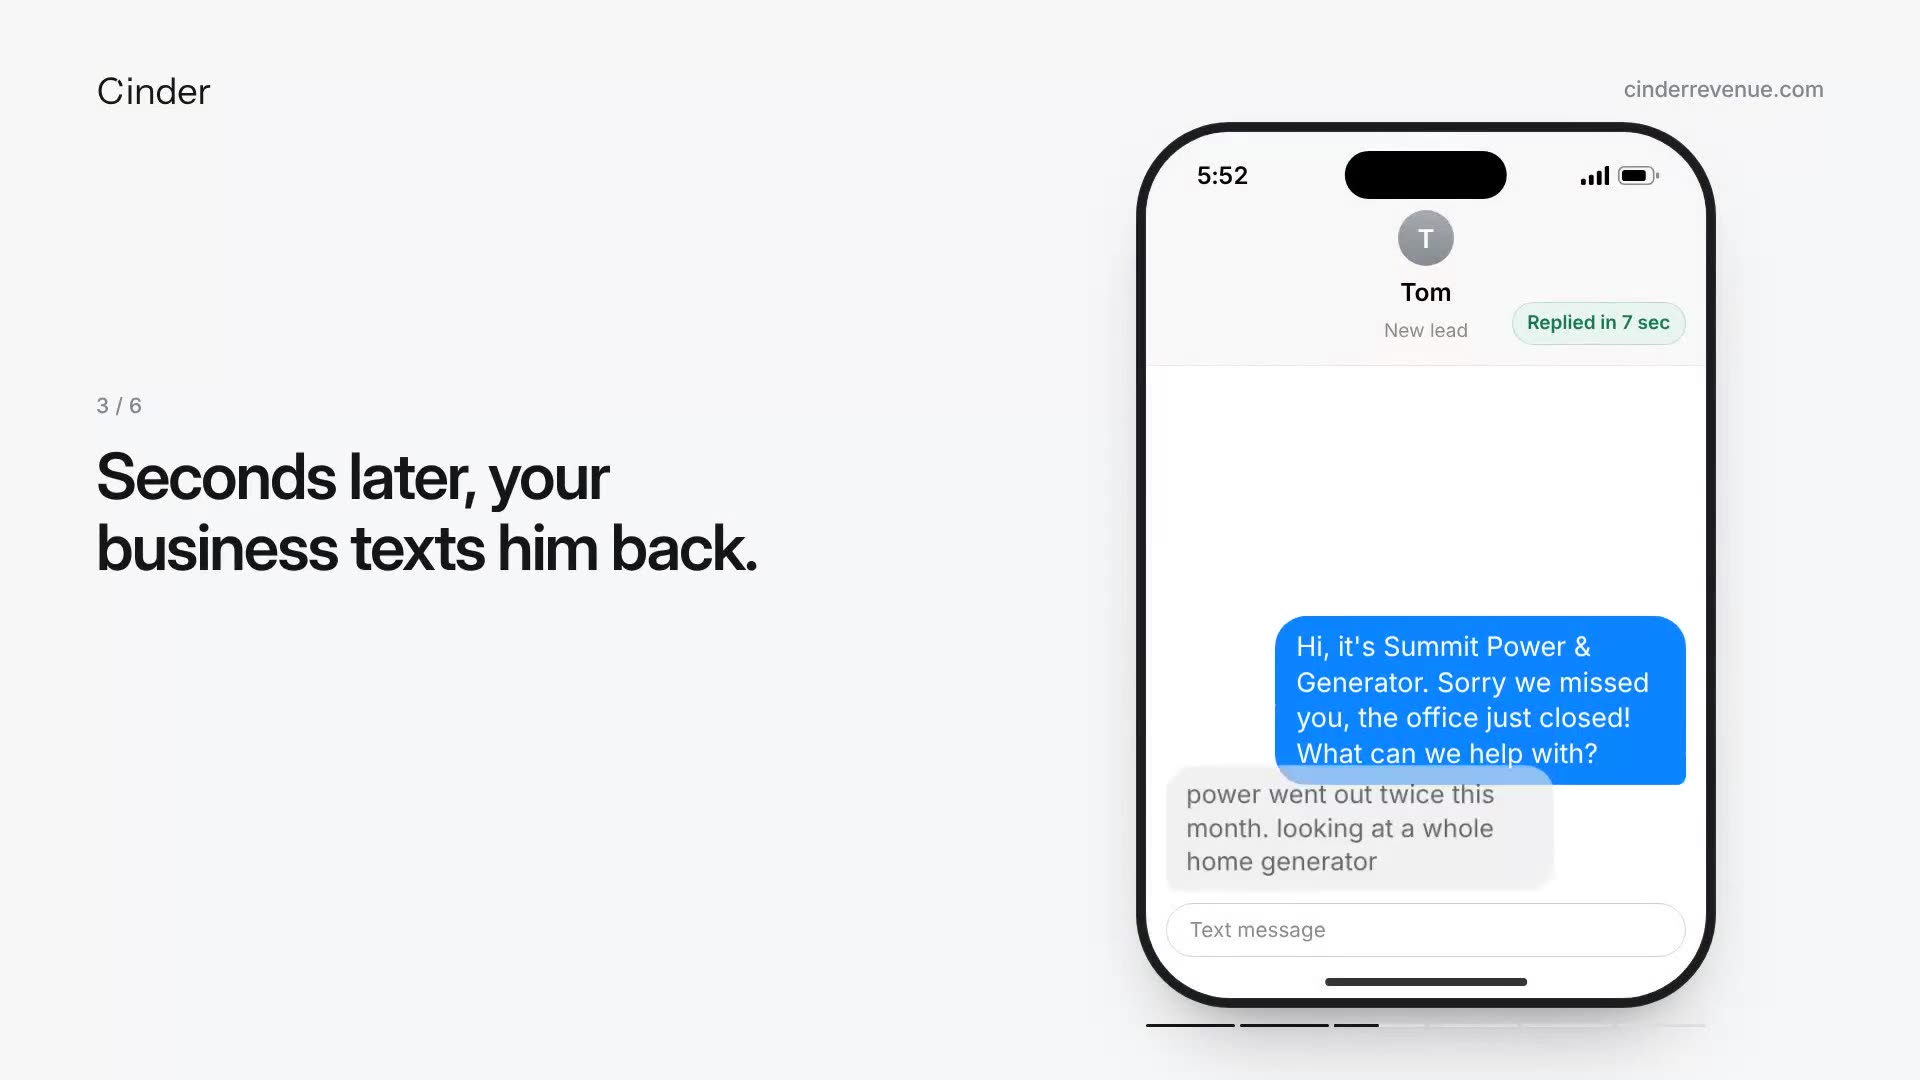 Cinder
cinderrevenue.com
3 / 6
Seconds later, your
business texts him back.
5:52
T
Tom
New lead
Replied in 7 sec
Hi, it's Summit Power &
Generator. Sorry we missed
you, the office just closed!
What can we help with?
power went out twice this
month. looking at a whole
home generator
Text message